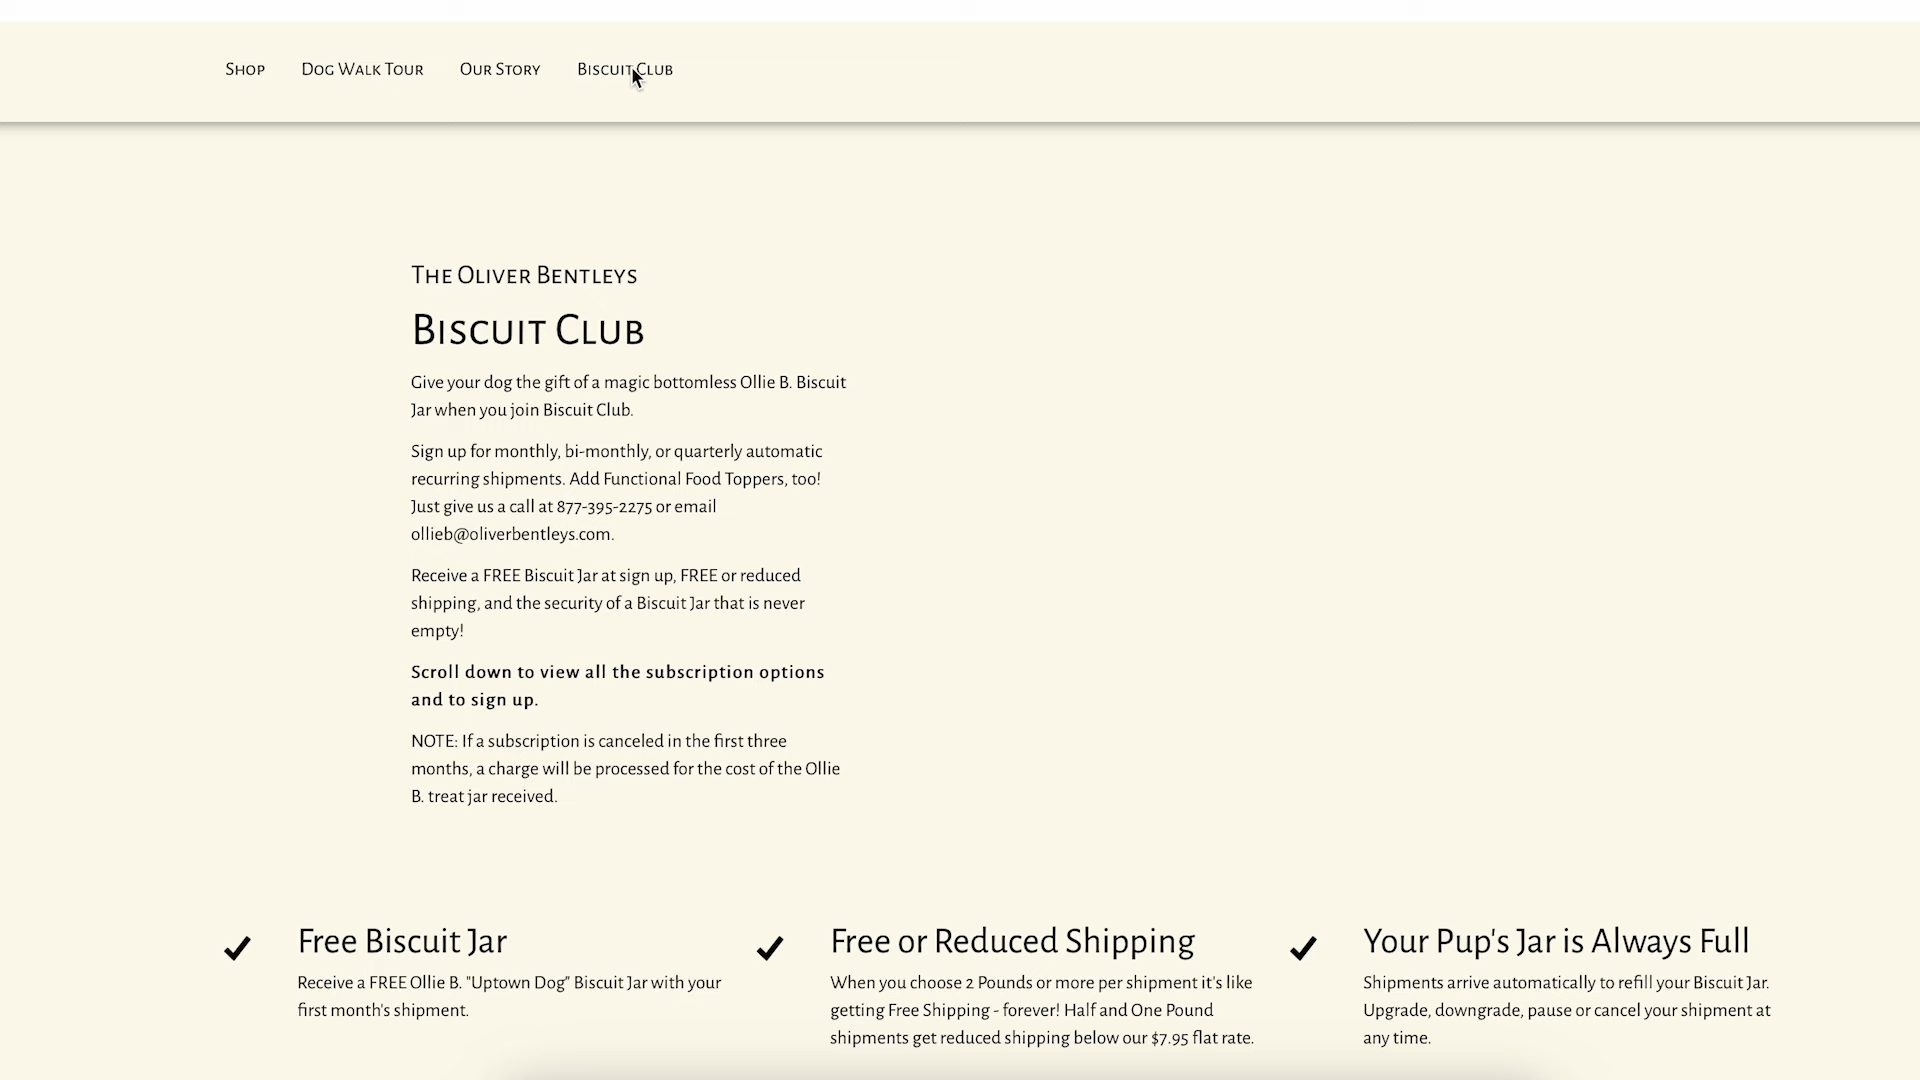 Shop
Dog Walk Tour
Our Story
Biscuit Club
The Oliver Bentleys
Biscuit Club
Give your dog the gift of a magic bottomless Ollie B. Biscuit
Jar when you join Biscuit Club.
Sign up for monthly, bi-monthly, or quarterly automatic
recurring shipments. Add Functional Food Toppers, too!
Just give us a call at 877-395-2275 or email
ollieb@oliverbentleys.com.
Receive a FREE Biscuit Jar at sign up, FREE or reduced
shipping, and the security of a Biscuit Jar that is never
empty!
Scroll down to view all the subscription options
and to sign up.
NOTE: If a subscription is canceled in the first three
months, a charge will be processed for the cost of the Ollie
B. treat jar received.
Free Biscuit Jar
Receive a FREE Ollie B. "Uptown Dog" Biscuit Jar with your
first month's shipment.
Free or Reduced Shipping
When you choose 2 Pounds or more per shipment it's like
getting Free Shipping - forever! Half and One Pound
shipments get reduced shipping below our $7.95 flat rate.
Your Pup's Jar is Always Full
Shipments arrive automatically to refill your Biscuit Jar.
Upgrade, downgrade, pause or cancel your shipment at
any time.